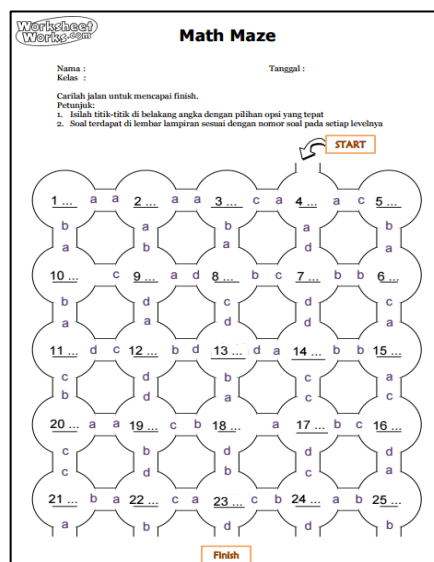 WorksheetWorks.com
Math Maze
Nama : Tanggal :
Kelas :
Carilah jalan untuk mencapai finish.
Petunjuk:
1. Isilah titik-titik di belakang angka dengan pilihan opsi yang tepat
2. Soal terdapat di lembar lampiran sesuai dengan nomor soal pada setiap levelnya
START
1 ... a a 2 ... a a 3 ... c a 4 ... a c 5 ...
b a b a b
a b a d a
10 ... c 9 ... a d 8 ... b c 7 ... b b 6 ...
b d c d c
a a d d a
11 ... d c 12 ... b d 13 ... d a 14 ... b b 15 ...
c d b c c
b d a c a
20 ... a a 19 ... c b 18 ... a 17 ... b c 16 ...
c b b d d
c d d c a
21 ... b a 22 ... c a 23 ... c b 24 ... a b 25 ...
a b d d b
Finish